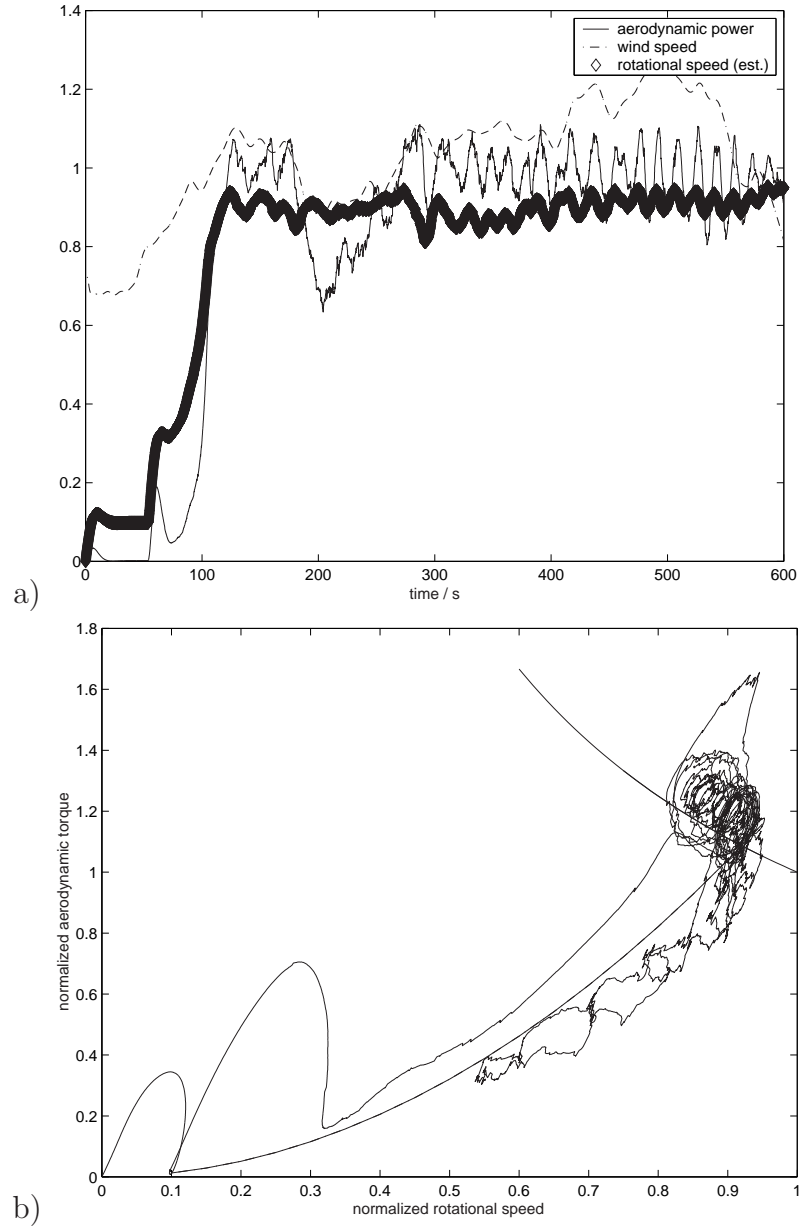 1.4
aerodynamic power
wind speed
rotational speed (est.)
1.2
1
0.8
0.6
0.4
0.2
0
0 100 200 300 400 500 600
time / s
a)
1.8
1.6
1.4
1.2
1
0.8
0.6
0.4
0.2
0
normalized aerodynamic torque
0 0.1 0.2 0.3 0.4 0.5 0.6 0.7 0.8 0.9 1
normalized rotational speed
b)